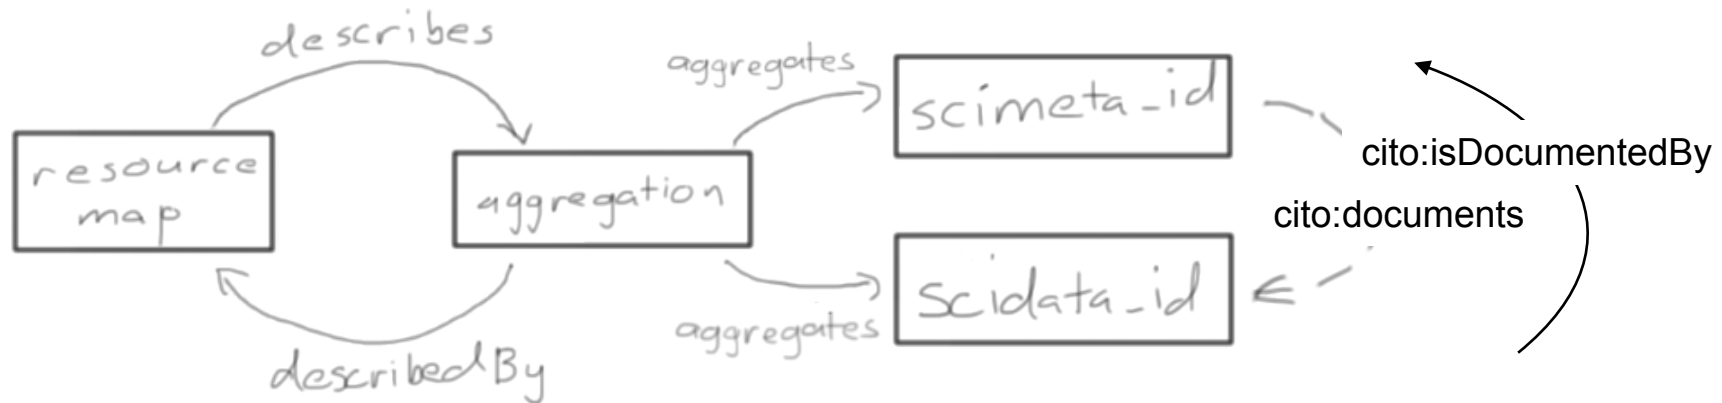 describes
aggregates
scimeta_id
resource
map
aggregation
cito:isDocumentedBy
cito:documents
scidata_id
aggregates
describedBy